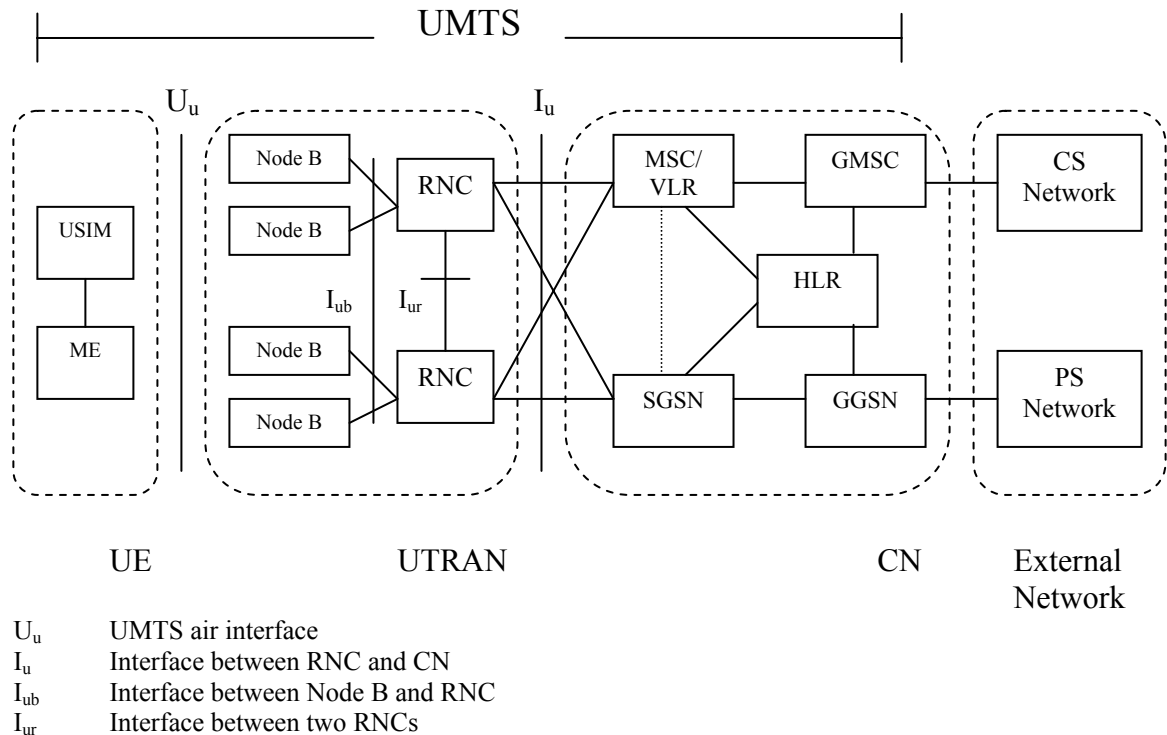 UMTS
Uu
Iu
USIM
ME
Node B
Node B
Node B
Node B
Iub
Iur
RNC
RNC
MSC/
VLR
GMSC
HLR
SGSN
GGSN
CS
Network
PS
Network
UE
UTRAN
CN
External
Network
Uu UMTS air interface
Iu Interface between RNC and CN
Iub Interface between Node B and RNC
Iur Interface between two RNCs